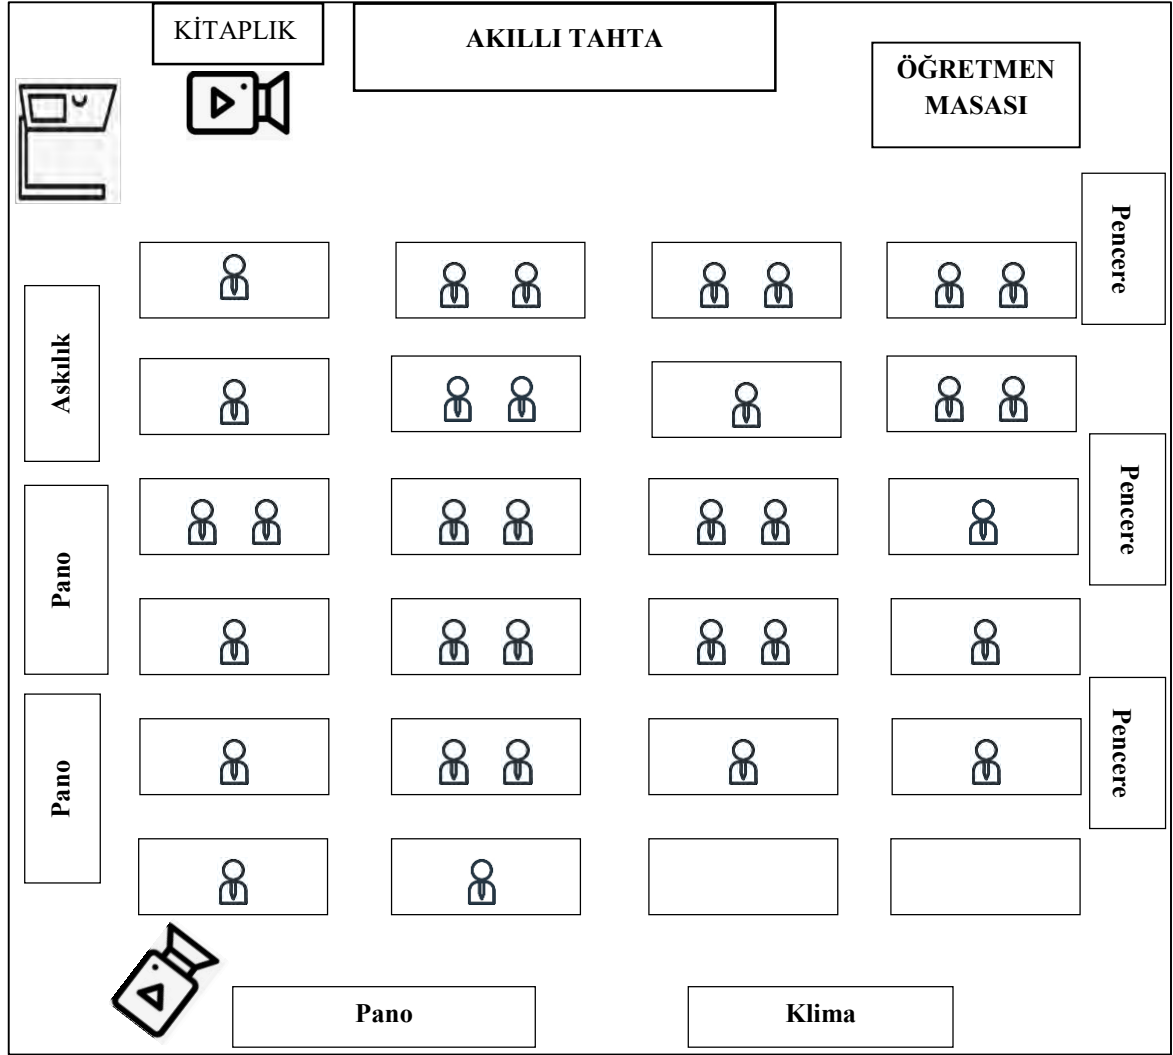 KİTAPLIK
AKILLI TAHTA
ÖĞRETMEN
MASASI
Pencere
Askılık
Pencere
Pano
Pencere
Pano
Pano
Klima